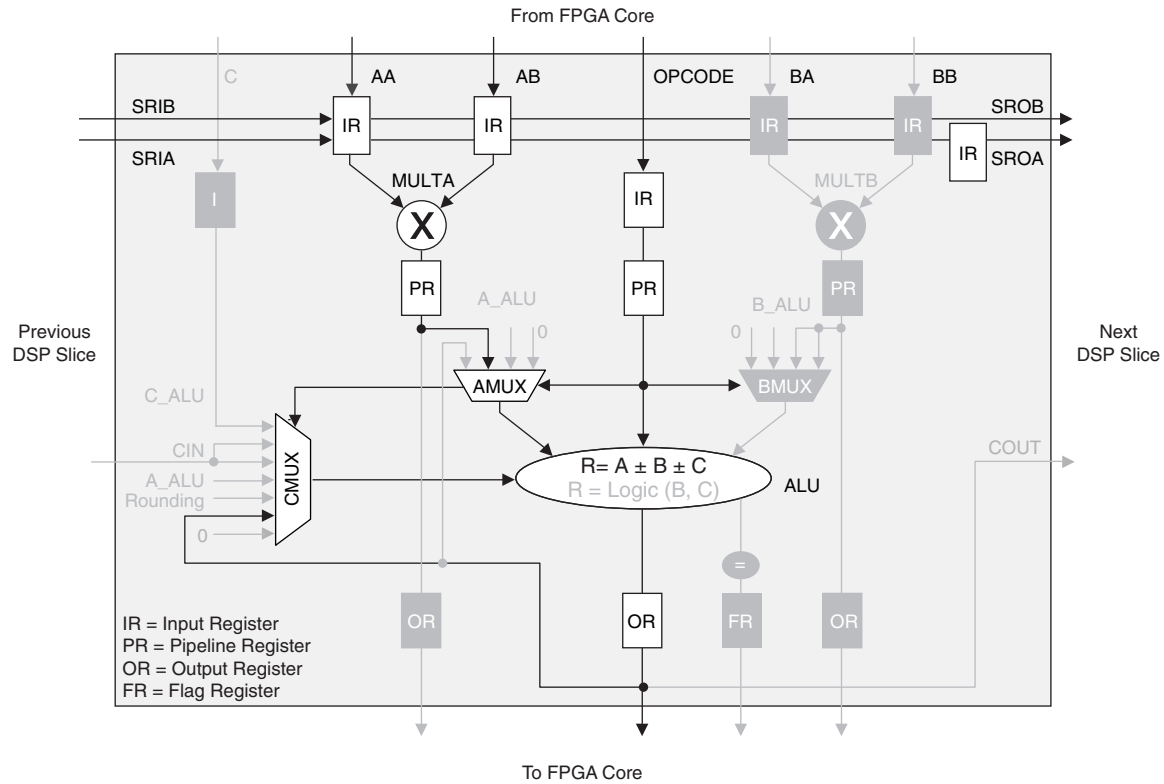 From FPGA Core
C
AA
AB
OPCODE
BA
BB
SRIB
SROB
IR
IR
IR
IR
IR
SRIA
SROA
MULTA
MULTB
I
IR
X
X
PR
PR
PR
A_ALU
B_ALU
0
0
Previous
DSP Slice
Next
DSP Slice
AMUX
BMUX
C_ALU
CIN
A_ALU
Rounding
0
CMUX
R= A ± B ± C
R = Logic (B, C)
ALU
COUT
=
OR
OR
FR
OR
IR = Input Register
PR = Pipeline Register
OR = Output Register
FR = Flag Register
To FPGA Core